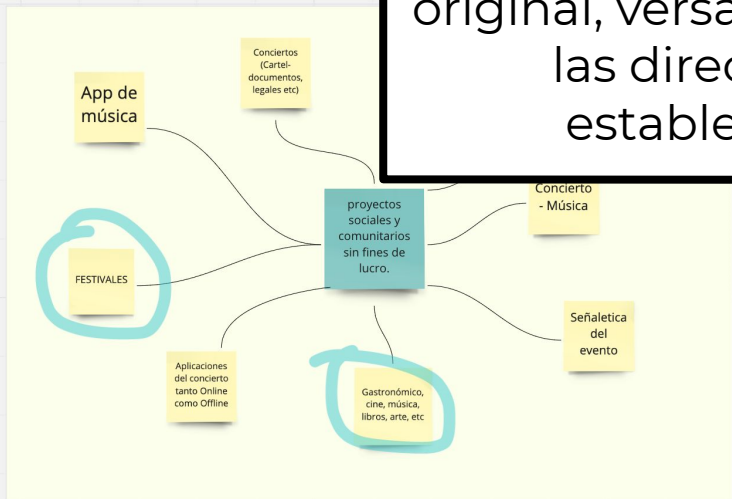 original, versa
las direc
estable
Conciertos
(Cartel-
documentos,
legales etc)
App de
música
proyectos
sociales y
comunitarios
sin fines de
lucro.
Concierto
- Música
FESTIVALES
Señaletica
del
evento
Aplicaciones
del concierto
tanto Online
como Offline
Gastronómico,
cine, música,
libros, arte, etc